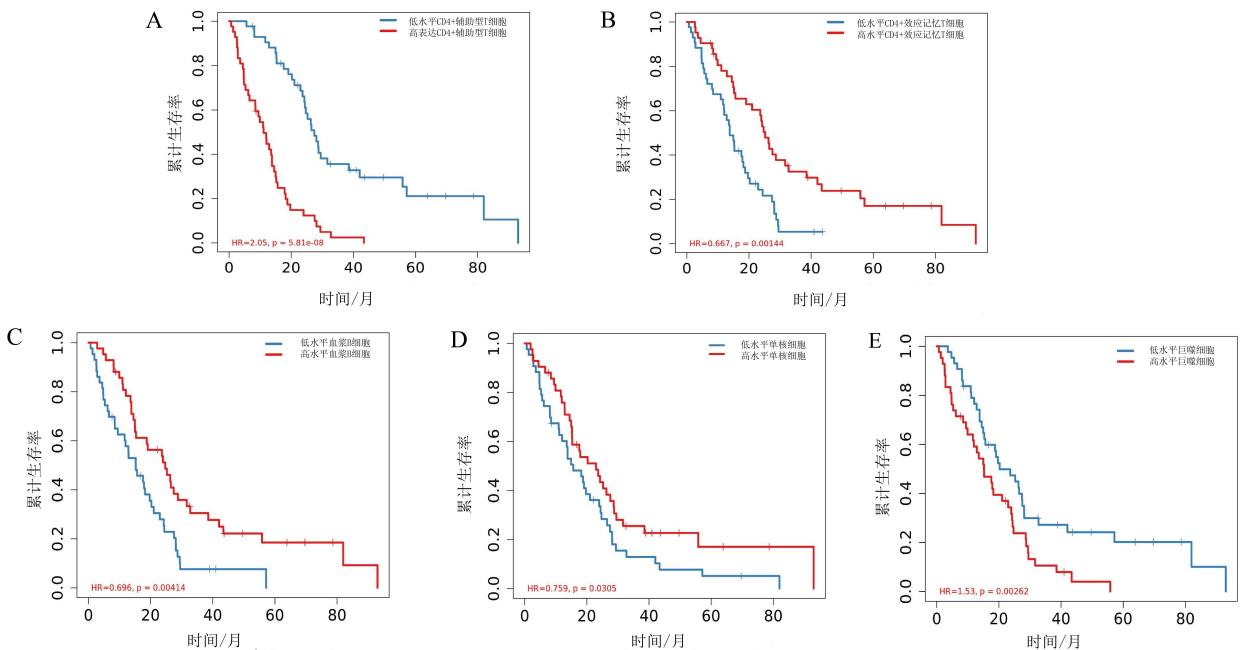 A
低水平CD4+辅助型T细胞
高表达CD4+辅助型T细胞
累计生存率
1.0
0.8
0.6
0.4
0.2
0.0
HR=2.05, p = 5.81e-08
0 20 40 60 80
时间/月
B
低水平CD4+效应记忆T细胞
高水平CD4+效应记忆T细胞
累计生存率
1.0
0.8
0.6
0.4
0.2
0.0
HR=0.667, p = 0.00144
0 20 40 60 80
时间/月
C
低水平血浆B细胞
高水平血浆B细胞
累计生存率
1.0
0.8
0.6
0.4
0.2
0.0
HR=0.696, p = 0.00414
0 20 40 60 80
时间/月
D
低水平单核细胞
高水平单核细胞
累计生存率
1.0
0.8
0.6
0.4
0.2
0.0
HR=0.759, p = 0.0305
0 20 40 60 80
时间/月
E
低水平巨噬细胞
高水平巨噬细胞
累计生存率
1.0
0.8
0.6
0.4
0.2
0.0
HR=1.53, p = 0.00262
0 20 40 60 80
时间/月